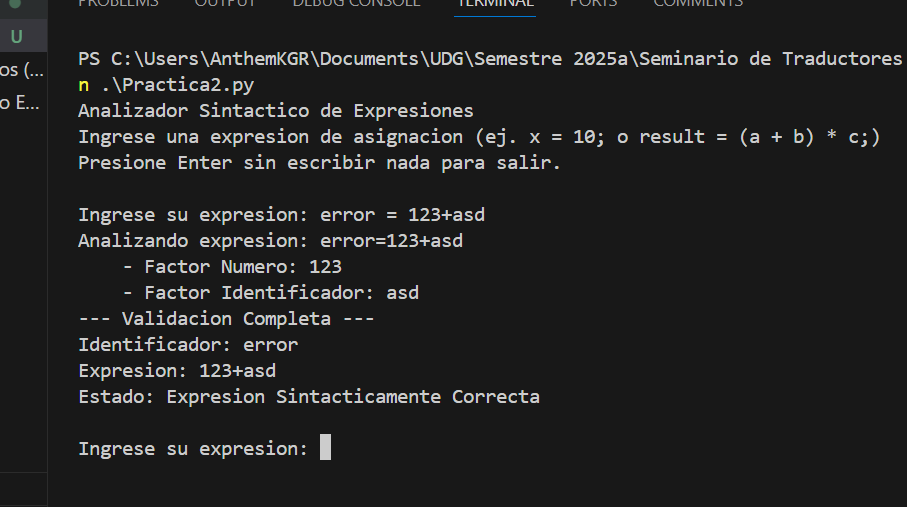 PROBLEMS OUTPUT DEBUG CONSOLE TERMINAL PORTS COMMENTS
U
os (...
o E...
PS C:\Users\AnthemKGR\Documents\UDG\Semestre 2025a\Seminario de Traductores
n .\Practica2.py
Analizador Sintactico de Expresiones
Ingrese una expresion de asignacion (ej. x = 10; o result = (a + b) * c;)
Presione Enter sin escribir nada para salir.
Ingrese su expresion: error = 123+asd
Analizando expresion: error=123+asd
- Factor Numero: 123
- Factor Identificador: asd
--- Validacion Completa ---
Identificador: error
Expresion: 123+asd
Estado: Expresion Sintacticamente Correcta
Ingrese su expresion: